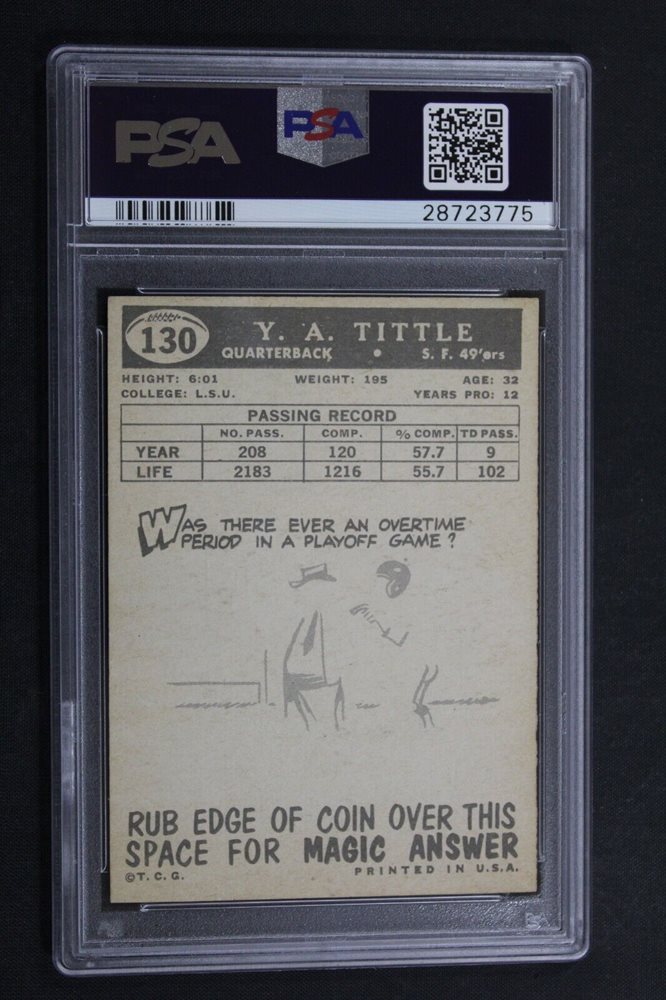 PSA
PSA
28723775
130
Y. A. TITTLE
QUARTERBACK • S. F. 49'ers
HEIGHT: 6:01 WEIGHT: 195 AGE: 32
COLLEGE: L.S.U. YEARS PRO: 12
PASSING RECORD
NO. PASS. COMP. % COMP. TD PASS.
YEAR 208 120 57.7 9
LIFE 2183 1216 55.7 102
WAS THERE EVER AN OVERTIME
PERIOD IN A PLAYOFF GAME?
RUB EDGE OF COIN OVER THIS
SPACE FOR MAGIC ANSWER
©T. C. G. PRINTED IN U.S.A.